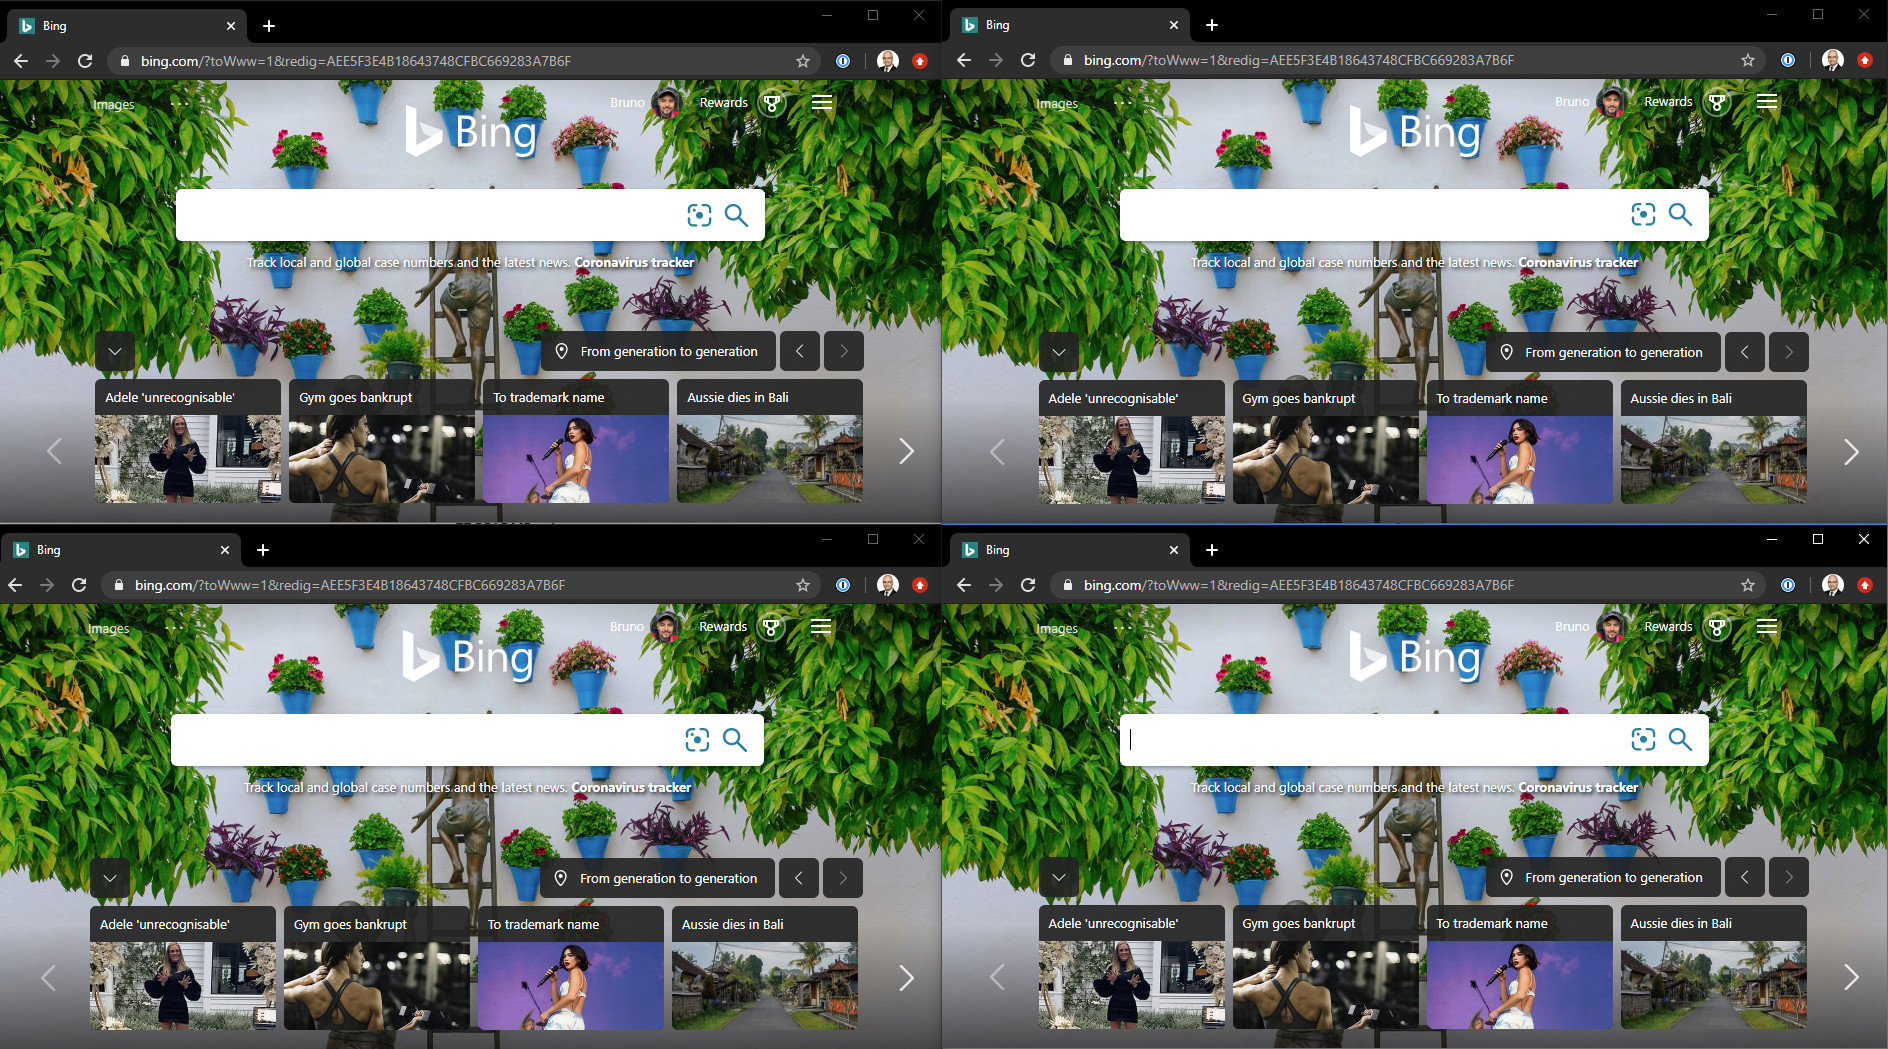 Bing
bing.com/?toWww=1&redig=AEE5F3E4B18643748CFBC669283A7B6F
Images ... Bruno Rewards
Bing
Track local and global case numbers and the latest news. Coronavirus tracker
From generation to generation
Adele 'unrecognisable' Gym goes bankrupt To trademark name Aussie dies in Bali
Bing
bing.com/?toWww=1&redig=AEE5F3E4B18643748CFBC669283A7B6F
Images ... Bruno Rewards
Bing
Track local and global case numbers and the latest news. Coronavirus tracker
From generation to generation
Adele 'unrecognisable' Gym goes bankrupt To trademark name Aussie dies in Bali
Bing
bing.com/?toWww=1&redig=AEE5F3E4B18643748CFBC669283A7B6F
Images ... Bruno Rewards
Bing
Track local and global case numbers and the latest news. Coronavirus tracker
From generation to generation
Adele 'unrecognisable' Gym goes bankrupt To trademark name Aussie dies in Bali
Bing
bing.com/?toWww=1&redig=AEE5F3E4B18643748CFBC669283A7B6F
Images ... Bruno Rewards
Bing
Track local and global case numbers and the latest news. Coronavirus tracker
From generation to generation
Adele 'unrecognisable' Gym goes bankrupt To trademark name Aussie dies in Bali